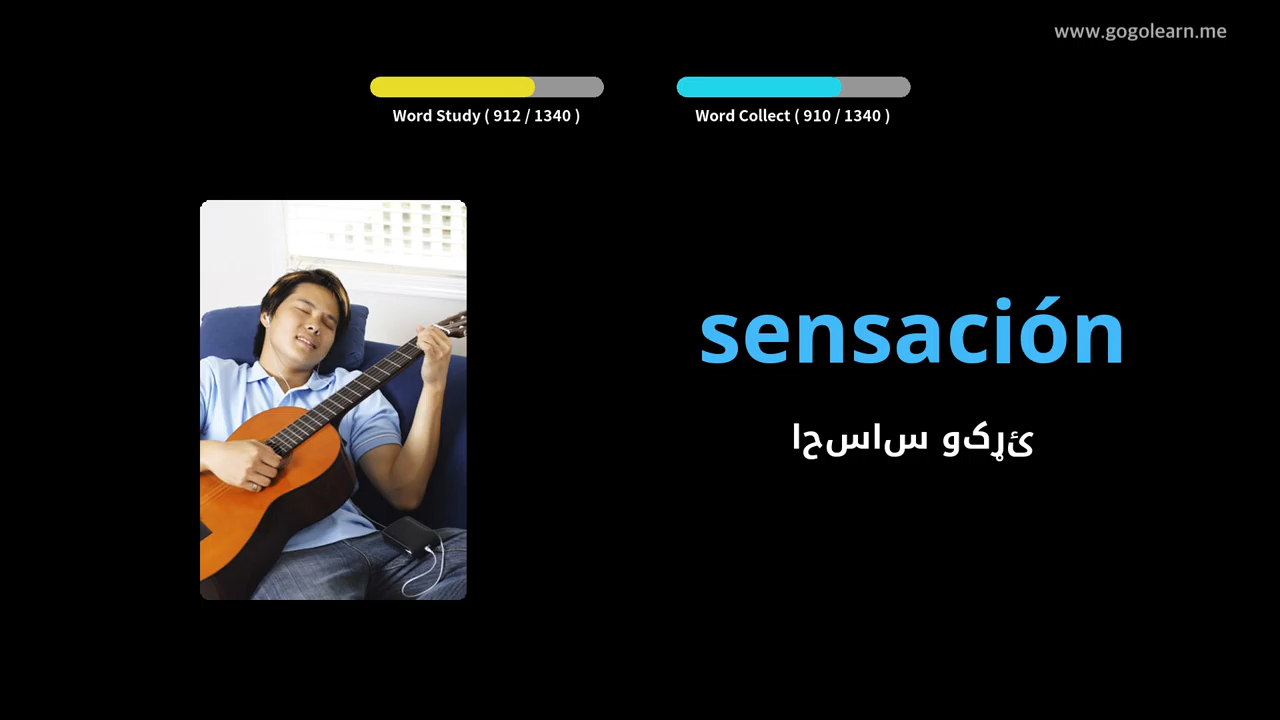 www.gogolearn.me
Word Study ( 912 / 1340 )
Word Collect ( 910 / 1340 )
sensación
احساس وکړئ